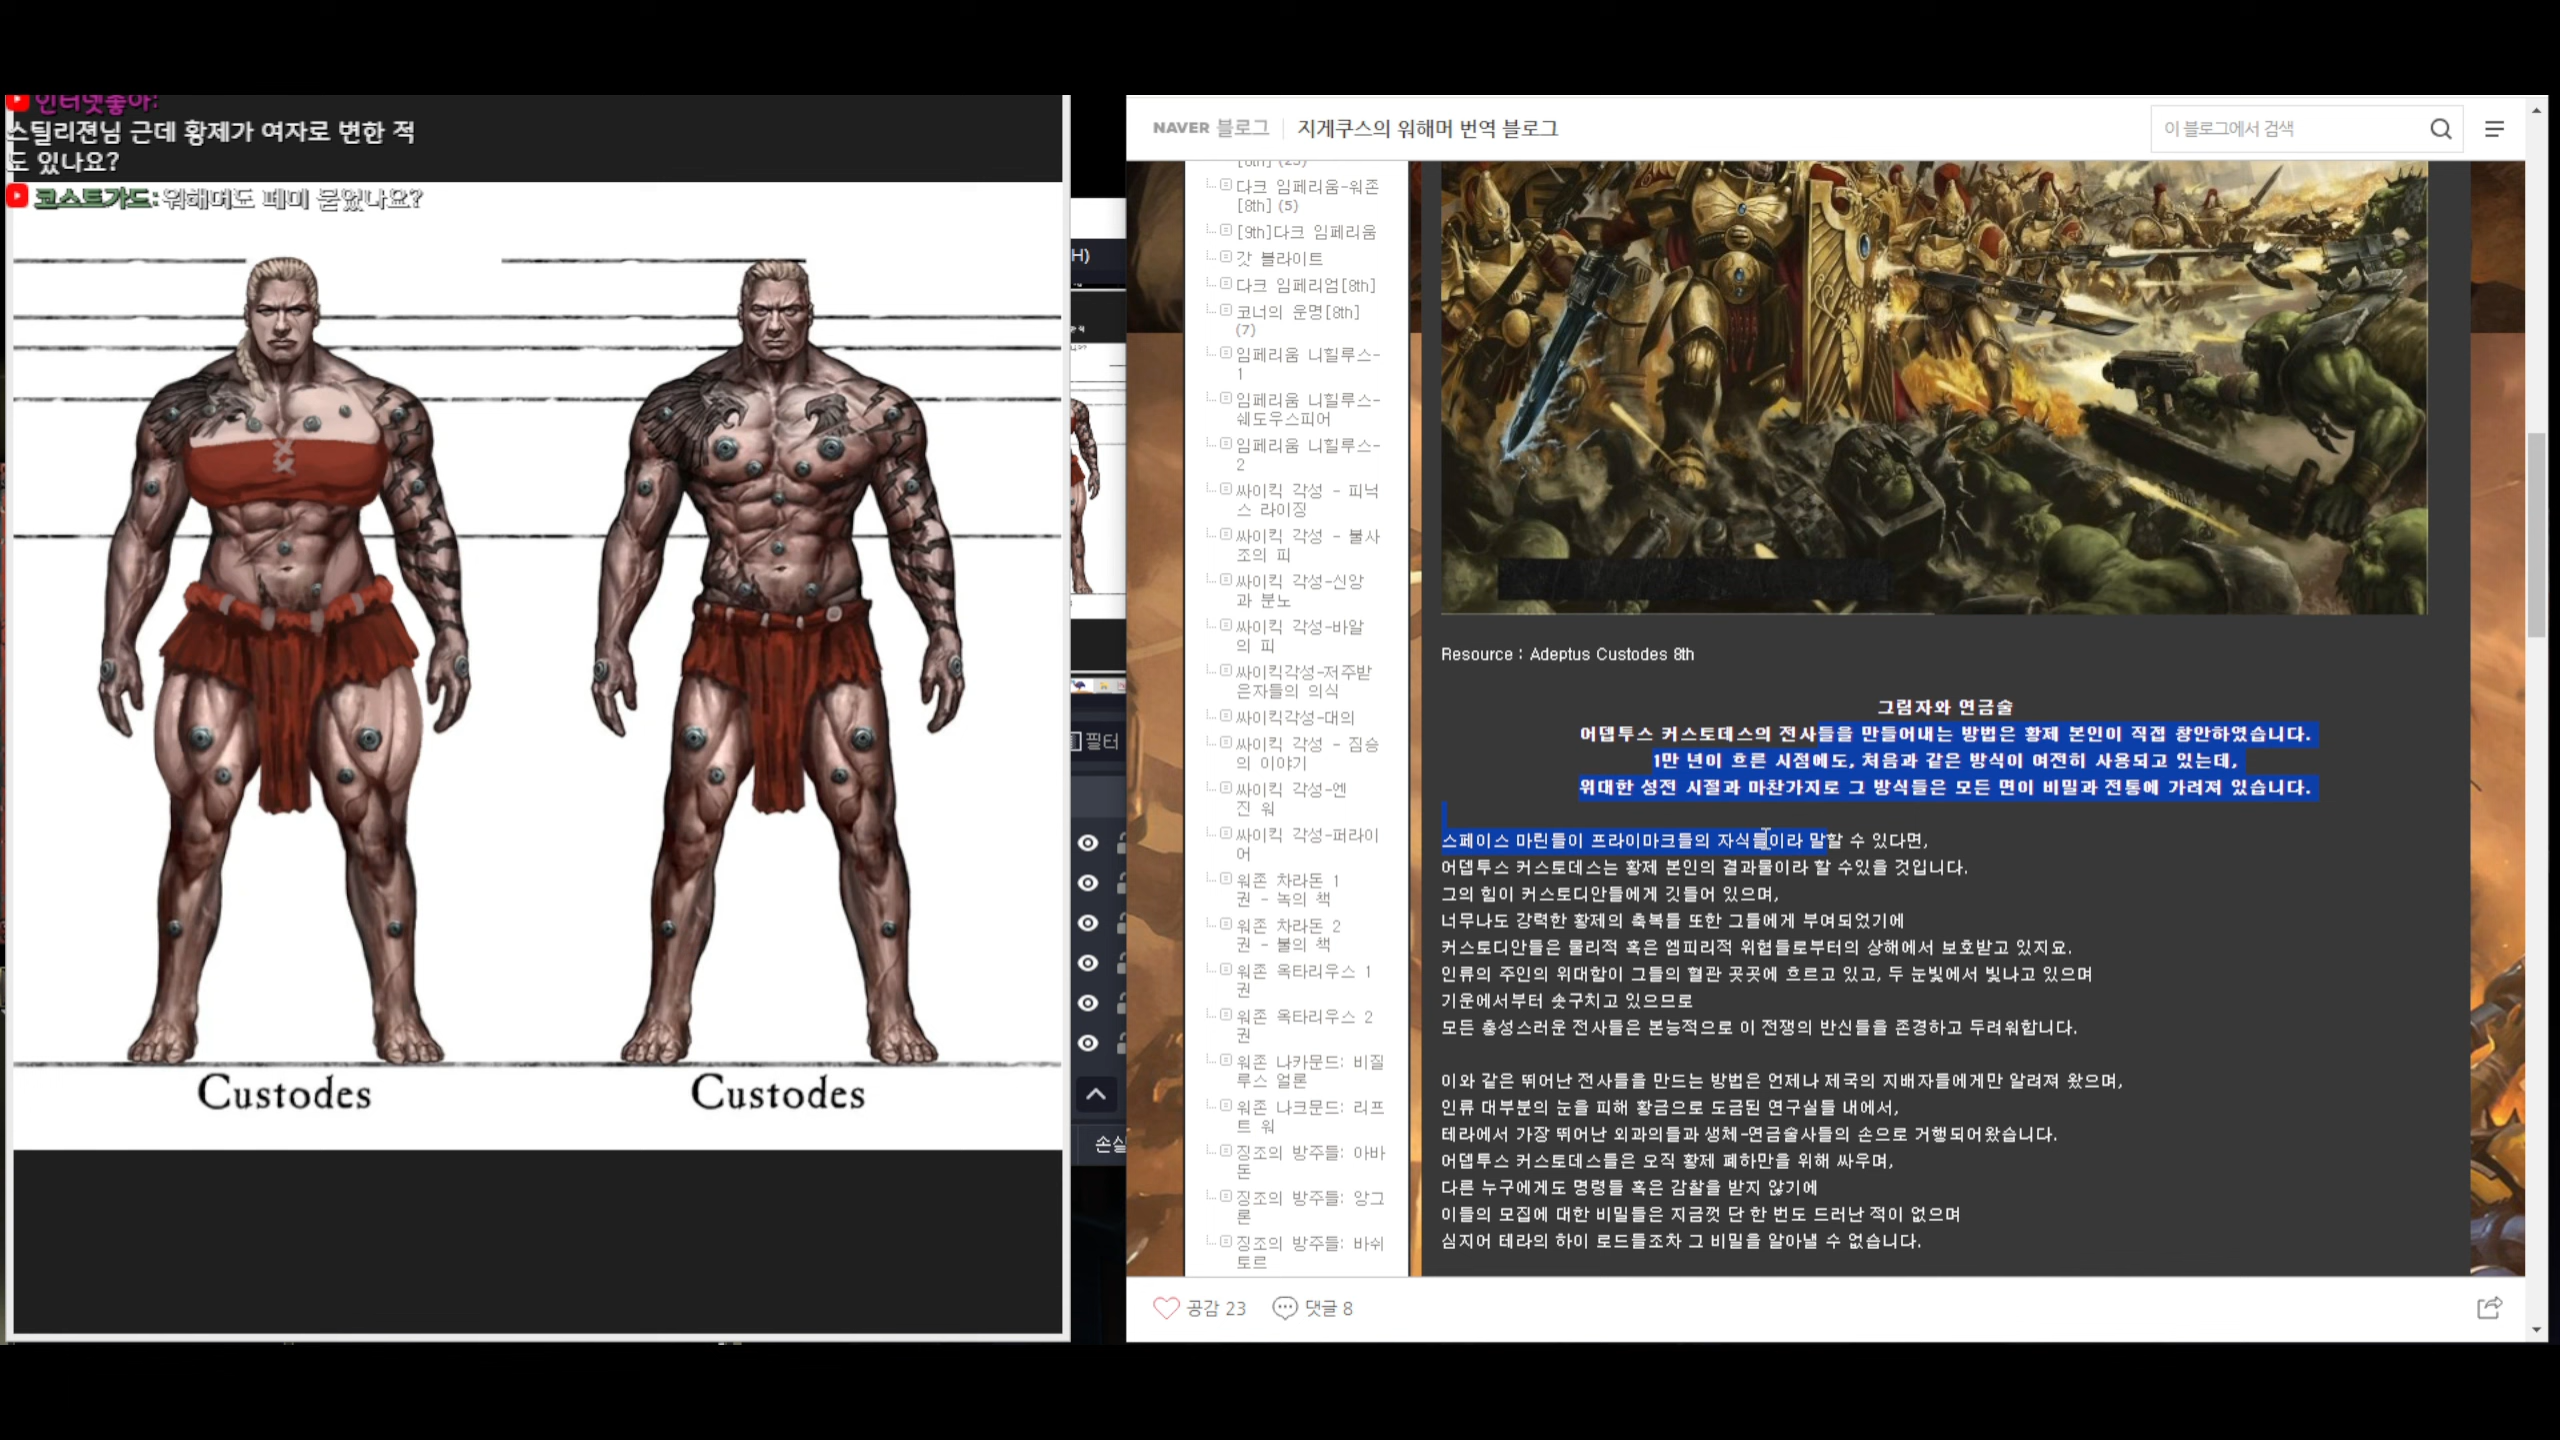 인터넷좋아:
스틸리젼님 근데 황제가 여자로 변한 적
도 있나요?
코스트가드: 워해머도 페미 묻었나요?
Custodes
Custodes
H)
필터
손실
NAVER 블로그
지게쿠스의 워해머 번역 블로그
이 블로그에서 검색
[8th] (23)
다크 임페리움-워존
[8th] (5)
[9th]다크 임페리움
갓 블라이트
다크 임페리엄[8th]
코너의 운명[8th]
(7)
임페리움 니힐루스-
1
임페리움 니힐루스-
쉐도우스피어
임페리움 니힐루스-
2
싸이킥 각성 - 피닉
스 라이징
싸이킥 각성 - 불사
조의 피
싸이킥 각성-신앙
과 분노
싸이킥 각성-바알
의 피
싸이킥각성-저주받
은자들의 의식
싸이킥각성-대의
싸이킥 각성 - 짐승
의 이야기
싸이킥 각성-엔
진 워
싸이킥 각성-퍼라이
어
워존 차라돈 1
권 - 녹의 책
워존 차라돈 2
권 - 불의 책
워존 옥타리우스 1
권
워존 옥타리우스 2
권
워존 나카문드: 비질
루스 얼론
워존 나크문드: 리프
트 워
징조의 방주들: 아바
돈
징조의 방주들: 앙그
론
징조의 방주들: 바쉬
토르
Resource : Adeptus Custodes 8th
그림자와 연금술
어뎁투스 커스토데스의 전사들을 만들어내는 방법은 황제 본인이 직접 창안하였습니다.
1만 년이 흐른 시점에도, 처음과 같은 방식이 여전히 사용되고 있는데,
위대한 성전 시절과 마찬가지로 그 방식들은 모든 면이 비밀과 전통에 가려져 있습니다.
스페이스 마린들이 프라이마크들의 자식들이라 말할 수 있다면,
어뎁투스 커스토데스는 황제 본인의 결과물이라 할 수있을 것입니다.
그의 힘이 커스토디안들에게 깃들어 있으며,
너무나도 강력한 황제의 축복들 또한 그들에게 부여되었기에
커스토디안들은 물리적 혹은 엠피리적 위협들로부터의 상해에서 보호받고 있지요.
인류의 주인의 위대함이 그들의 혈관 곳곳에 흐르고 있고, 두 눈빛에서 빛나고 있으며
기운에서부터 솟구치고 있으므로
모든 충성스러운 전사들은 본능적으로 이 전쟁의 반신들을 존경하고 두려워합니다.
이와 같은 뛰어난 전사들을 만드는 방법은 언제나 제국의 지배자들에게만 알려져 왔으며,
인류 대부분의 눈을 피해 황금으로 도금된 연구실들 내에서,
테라에서 가장 뛰어난 외과의들과 생체-연금술사들의 손으로 거행되어왔습니다.
어뎁투스 커스토데스들은 오직 황제 폐하만을 위해 싸우며,
다른 누구에게도 명령들 혹은 감찰을 받지 않기에
이들의 모집에 대한 비밀들은 지금껏 단 한 번도 드러난 적이 없으며
심지어 테라의 하이 로드들조차 그 비밀을 알아낼 수 없습니다.
공감 23
댓글 8